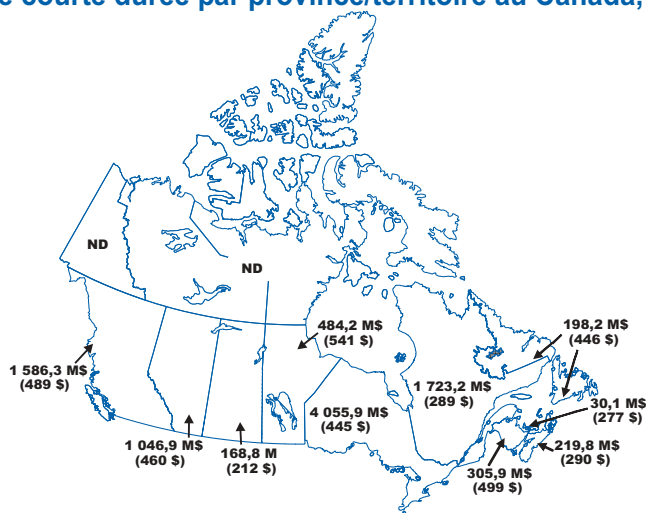 e courte durée par province/territoire au Canada,
ND
ND
484,2 M$
(541 $)
198,2 M$
(446 $)
1 586,3 M$
(489 $)
1 723,2 M$
(289 $)
30,1 M$
(277 $)
4 055,9 M$
(445 $)
1 046,9 M$
(460 $)
168,8 M
(212 $)
219,8 M$
(290 $)
305,9 M$
(499 $)